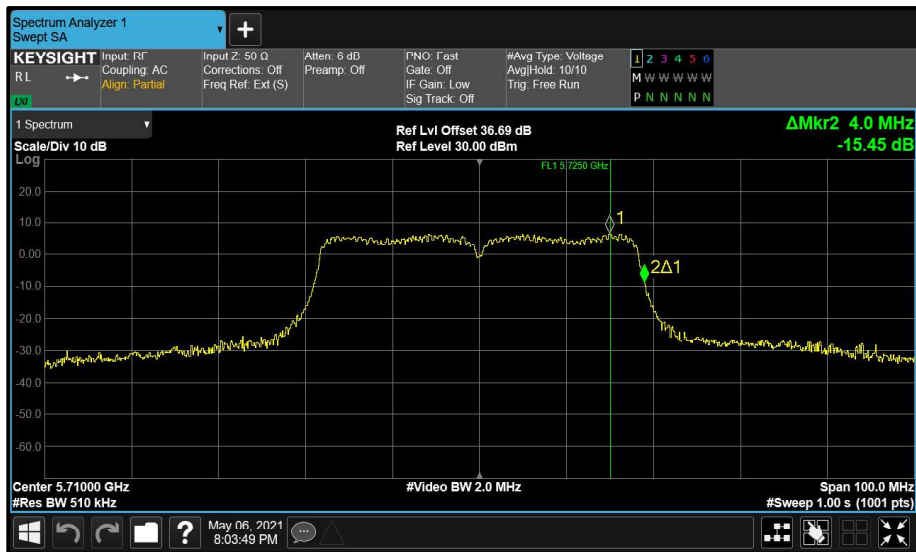 Spectrum Analyzer 1
Swept SA
+
KEYSIGHT
RL
LXI
Input: RF
Coupling: AC
Align: Partial
Input Z: 50 Ω
Corrections: Off
Freq Ref: Ext (S)
Atten: 6 dB
Preamp: Off
PNO: Fast
Gate: Off
IF Gain: Low
Sig Track: Off
#Avg Type: Voltage
Avg|Hold: 10/10
Trig: Free Run
1 2 3 4 5 6
M W W W W W
P N N N N N
1 Spectrum
Scale/Div 10 dB
Log
Ref Lvl Offset 36.69 dB
Ref Level 30.00 dBm
ΔMkr2 4.0 MHz
-15.45 dB
FL1 5.7250 GHz
20.0
10.0
0.00
-10.0
-20.0
-30.0
-40.0
-50.0
-60.0
1
2Δ1
Center 5.71000 GHz
#Res BW 510 kHz
#Video BW 2.0 MHz
Span 100.0 MHz
#Sweep 1.00 s (1001 pts)
?
May 06, 2021
8:03:49 PM